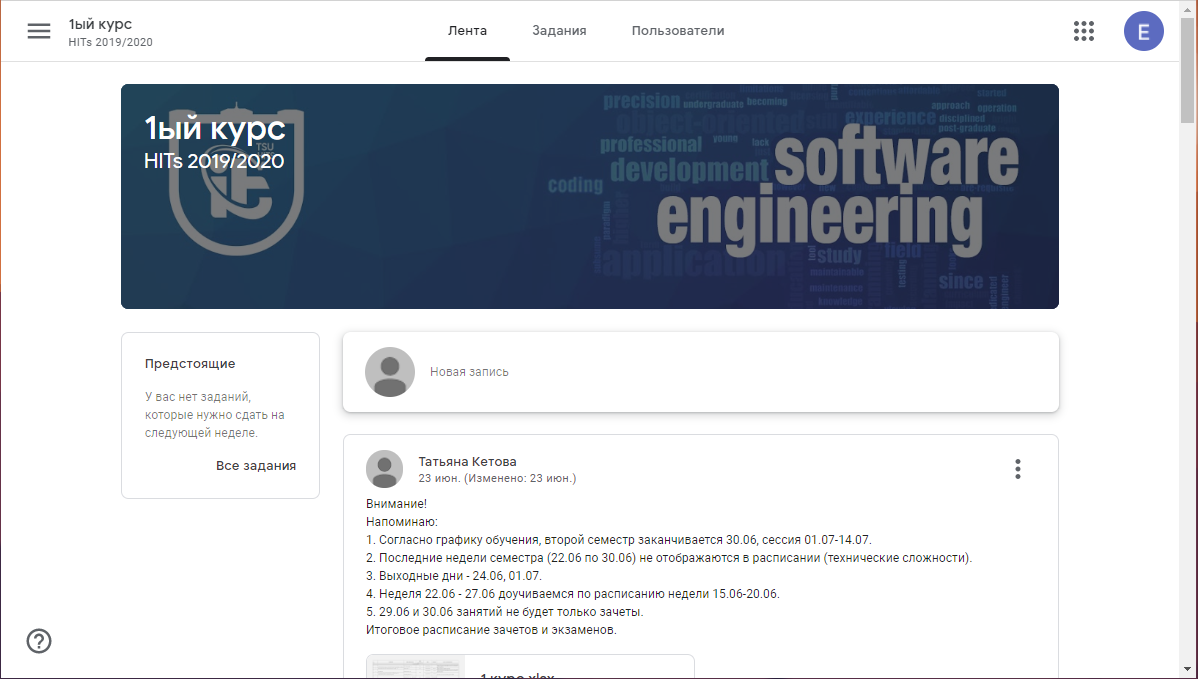 1ый курс
HITs 2019/2020
Лента
Задания
Пользователи
E
1ый курс
HITs 2019/2020
TSU
precision undergraduate becoming
object-oriented
experience
approach operation
disciplined
post-graduate
professional
young
tack
development
software
coding
engineering
application
study
field
tool
testing
since
maintenance
knowledge
engineer
Предстоящие
У вас нет заданий,
которые нужно сдать на
следующей неделе.
Все задания
Новая запись
Татьяна Кетова
23 июн. (Изменено: 23 июн.)
Внимание!
Напоминаю:
1. Согласно графику обучения, второй семестр заканчивается 30.06, сессия 01.07-14.07.
2. Последние недели семестра (22.06 по 30.06) не отображаются в расписании (технические сложности).
3. Выходные дни - 24.06, 01.07.
4. Неделя 22.06 - 27.06 доучиваемся по расписанию недели 15.06-20.06.
5. 29.06 и 30.06 занятий не будет только зачеты.
Итоговое расписание зачетов и экзаменов.
1 курс.xlsx